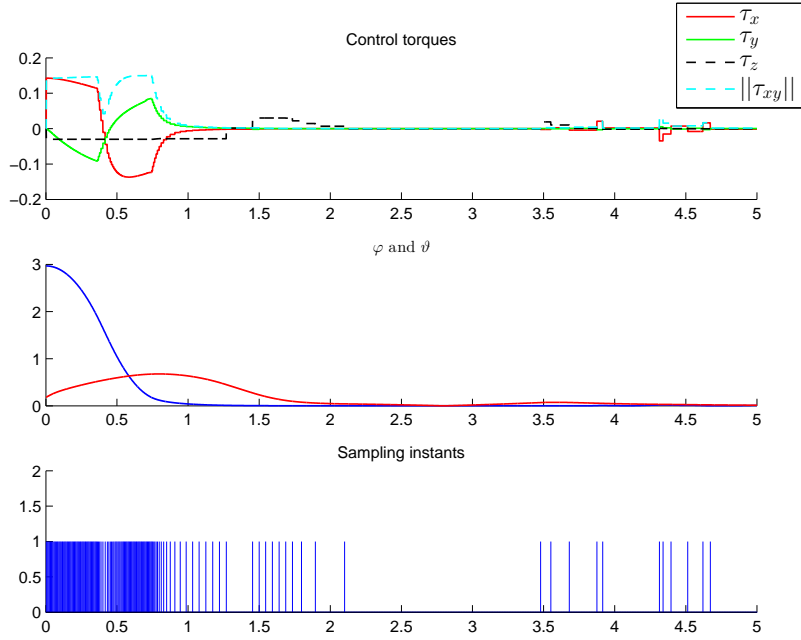 Control torques
τx
τy
τz
||τxy||
0.2
0.1
0
−0.1
−0.2
0 0.5 1 1.5 2 2.5 3 3.5 4 4.5 5
φ and ϑ
3
2
1
0
0 0.5 1 1.5 2 2.5 3 3.5 4 4.5 5
Sampling instants
2
1.5
1
0.5
0
0 0.5 1 1.5 2 2.5 3 3.5 4 4.5 5